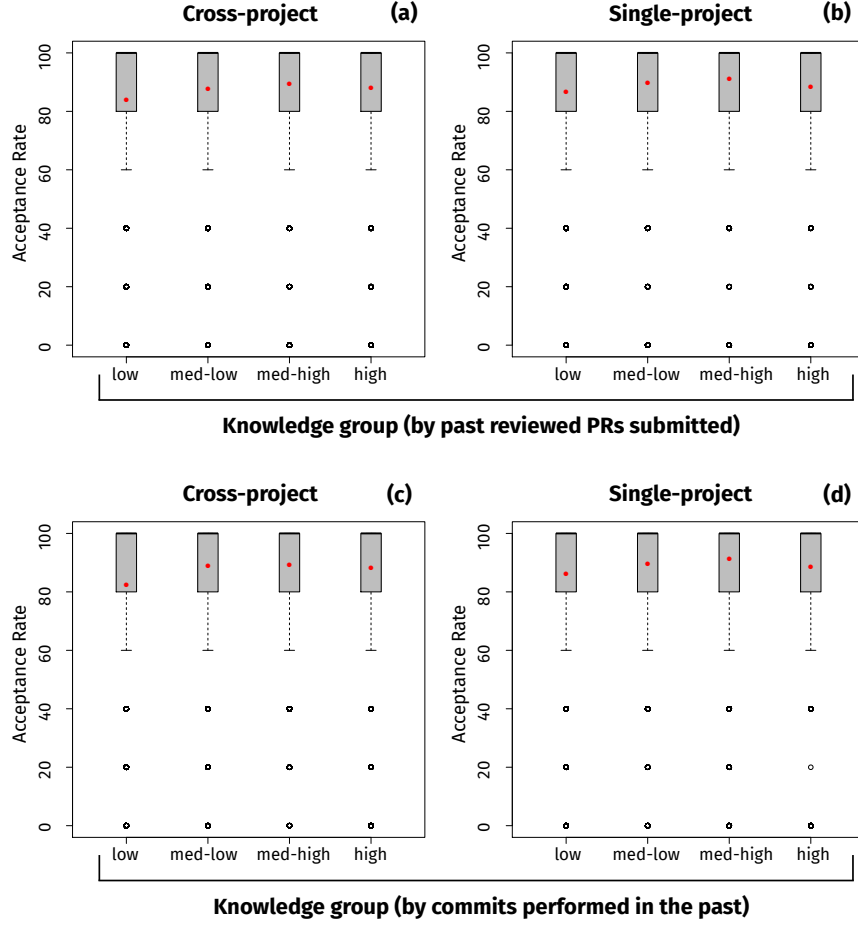 Cross-project (a)
Single-project (b)
Acceptance Rate
0 20 40 60 80 100
low med-low med-high high
Acceptance Rate
0 20 40 60 80 100
low med-low med-high high
Knowledge group (by past reviewed PRs submitted)
Cross-project (c)
Single-project (d)
Acceptance Rate
0 20 40 60 80 100
low med-low med-high high
Acceptance Rate
0 20 40 60 80 100
low med-low med-high high
Knowledge group (by commits performed in the past)